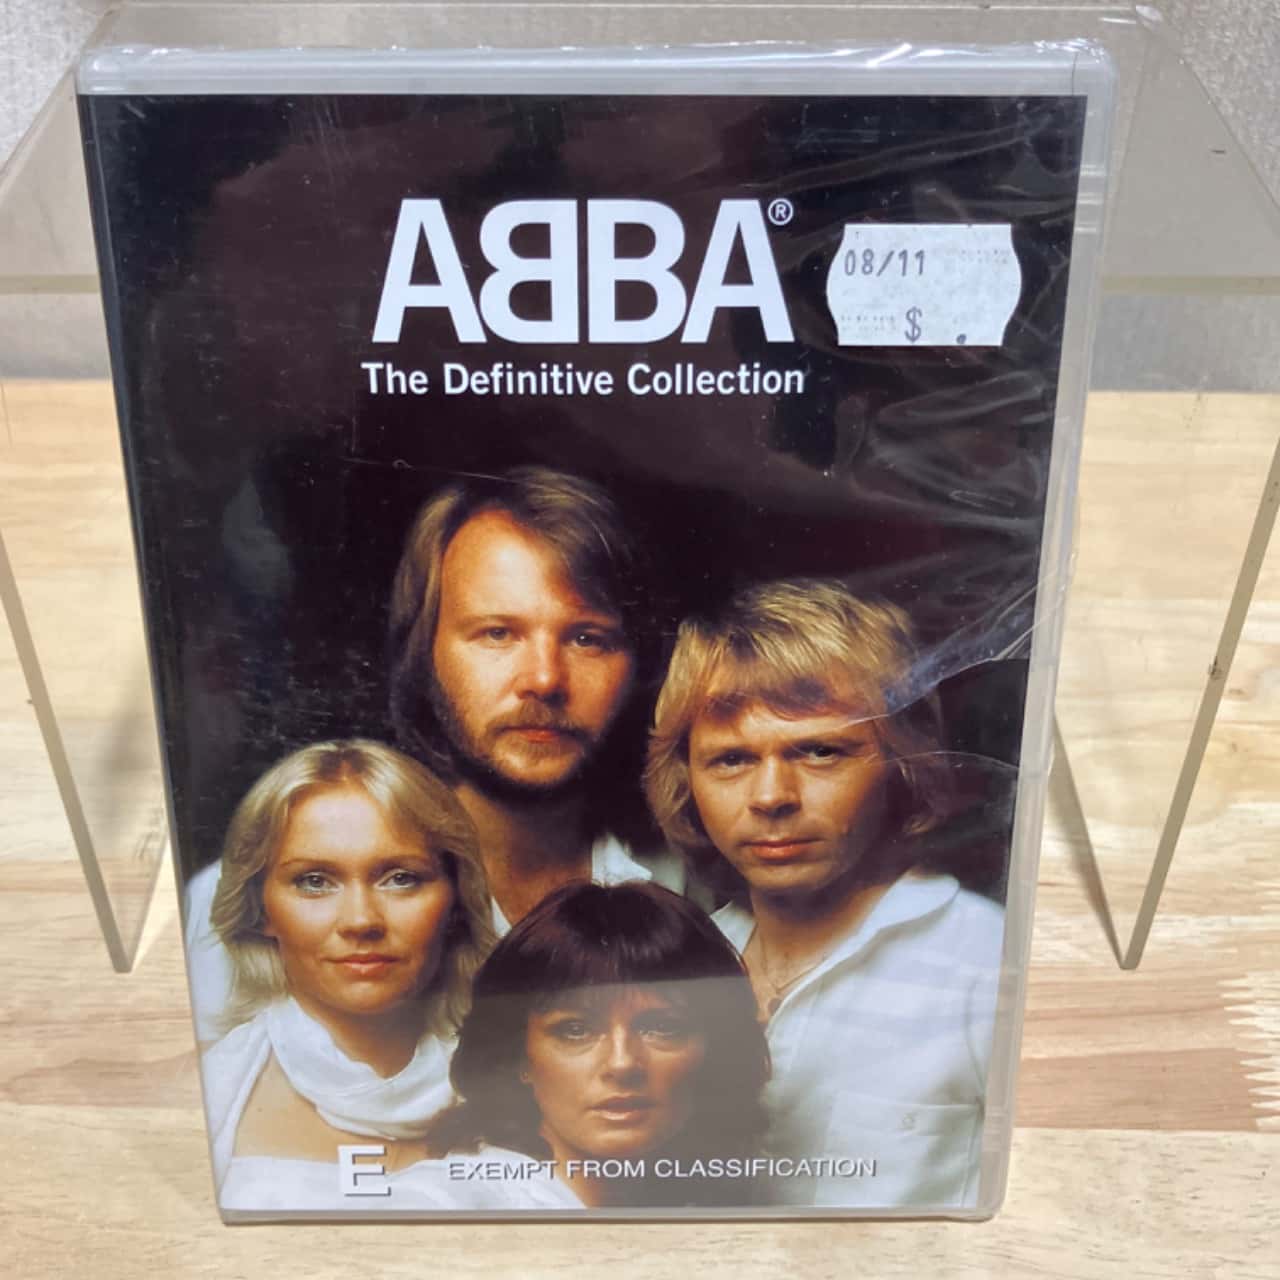 ABBA®
08/11
$ .
The Definitive Collection
E EXEMPT FROM CLASSIFICATION